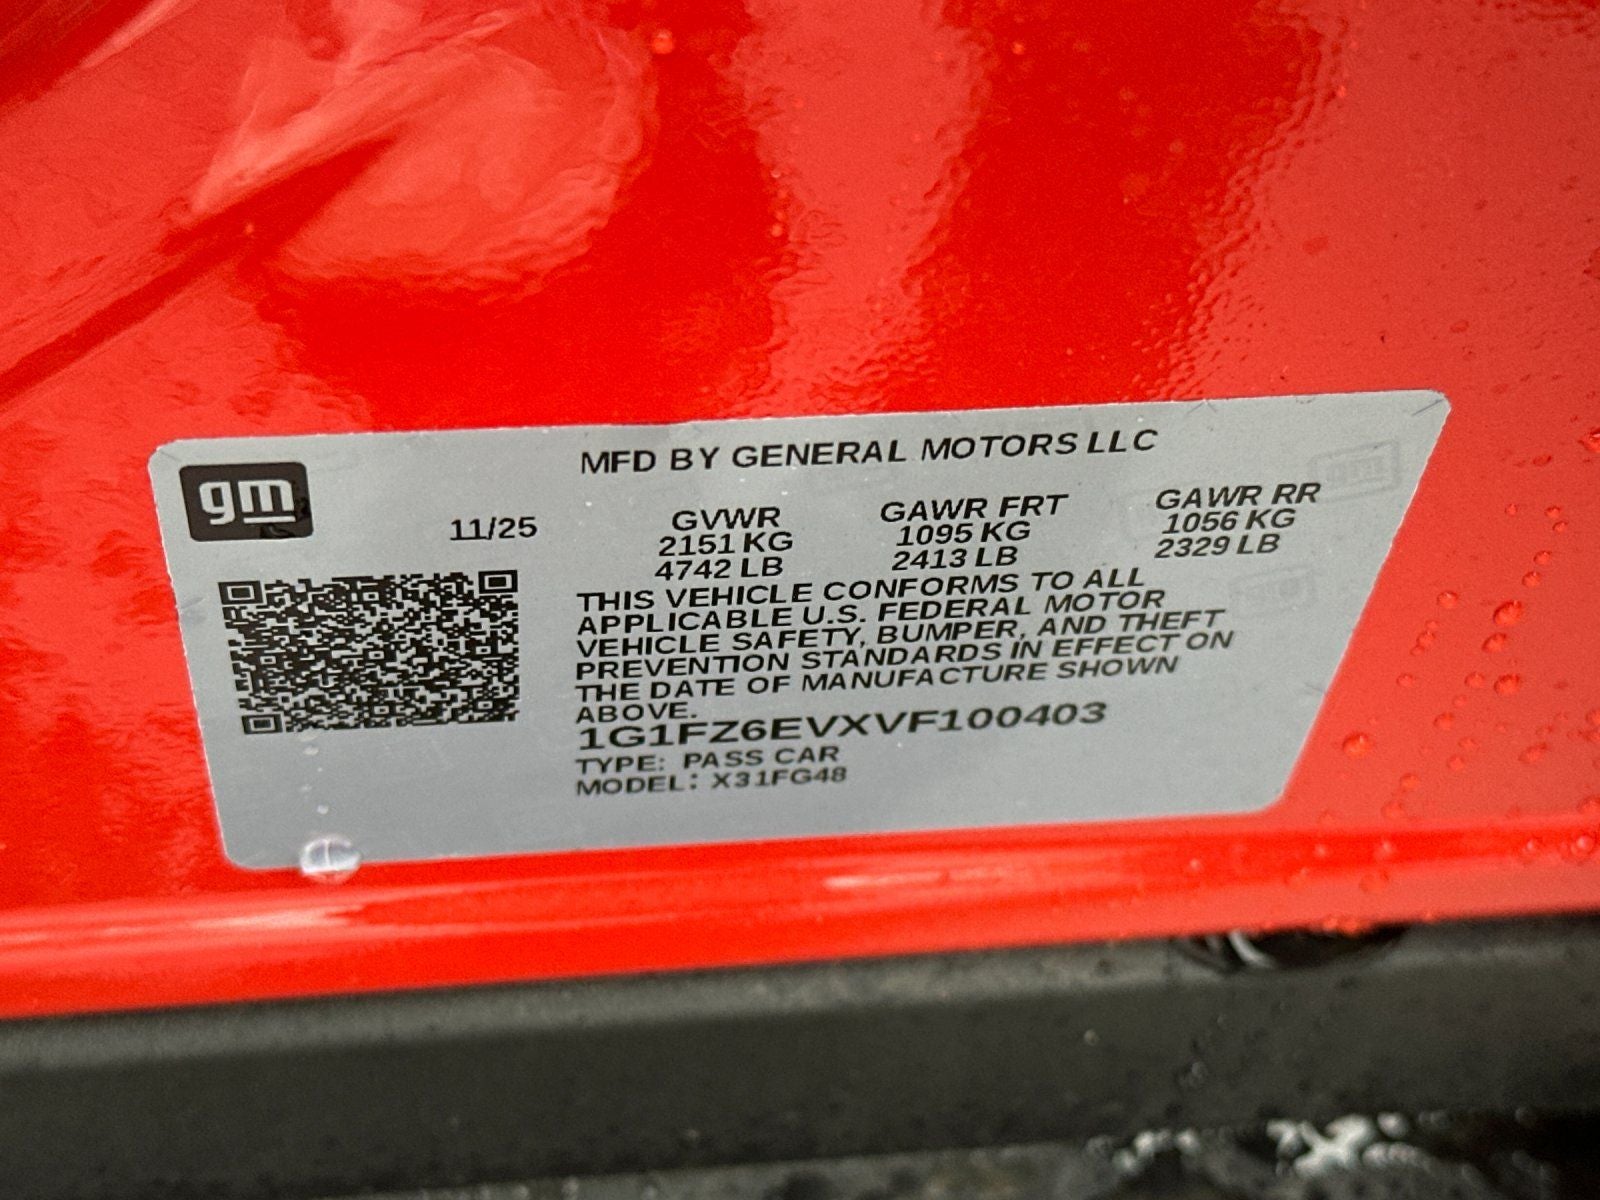 gm
MFD BY GENERAL MOTORS LLC
11/25
GVWR
2151 KG
4742 LB
GAWR FRT
1095 KG
2413 LB
GAWR RR
1056 KG
2329 LB
THIS VEHICLE CONFORMS TO ALL
APPLICABLE U.S. FEDERAL MOTOR
VEHICLE SAFETY, BUMPER, AND THEFT
PREVENTION STANDARDS IN EFFECT ON
THE DATE OF MANUFACTURE SHOWN
ABOVE.
1G1FZ6EVXVF100403
TYPE: PASS CAR
MODEL: X31FG48